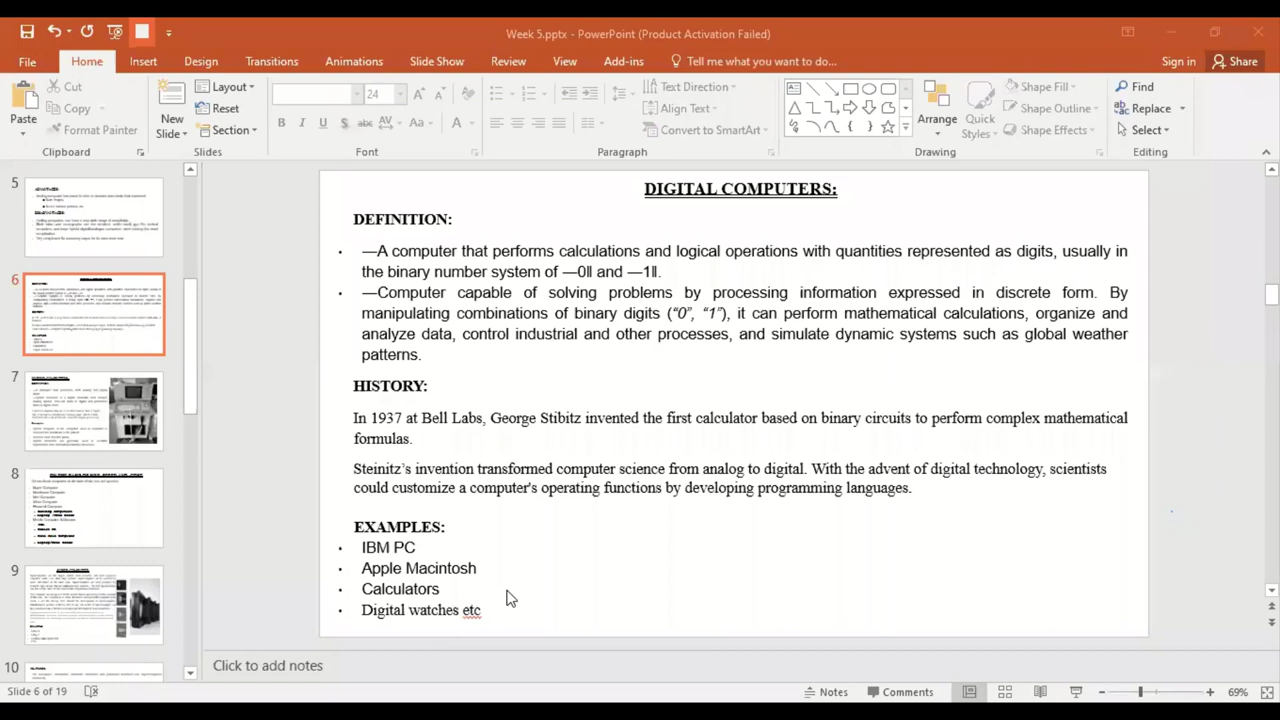 Week 5.pptx - PowerPoint (Product Activation Failed)
File Home Insert Design Transitions Animations Slide Show Review View Add-ins Tell me what you want to do... Sign in Share
Paste Cut Copy Format Painter
Clipboard
New Slide Layout Reset Section
Slides
24
B I U S abc AV Aa A
Font
Text Direction
Align Text
Convert to SmartArt
Paragraph
Arrange Quick Styles
Shape Fill
Shape Outline
Shape Effects
Drawing
Find
Replace
Select
Editing
5
6
7
8
9
10
DIGITAL COMPUTERS:
DEFINITION:
• ―A computer that performs calculations and logical operations with quantities represented as digits, usually in
the binary number system of ―0‖ and ―1‖.
• ―Computer capable of solving problems by processing information expressed in discrete form. By
manipulating combinations of binary digits (“0”, “1”), it can perform mathematical calculations, organize and
analyze data, control industrial and other processes, and simulate dynamic systems such as global weather
patterns.
HISTORY:
In 1937 at Bell Labs, George Stibitz invented the first calculator based on binary circuits to perform complex mathematical
formulas.
Steinitz’s invention transformed computer science from analog to digital. With the advent of digital technology, scientists
could customize a computer's operating functions by developing programming languages.
EXAMPLES:
• IBM PC
• Apple Macintosh
• Calculators
• Digital watches etc
Click to add notes
Slide 6 of 19 Notes Comments 69%